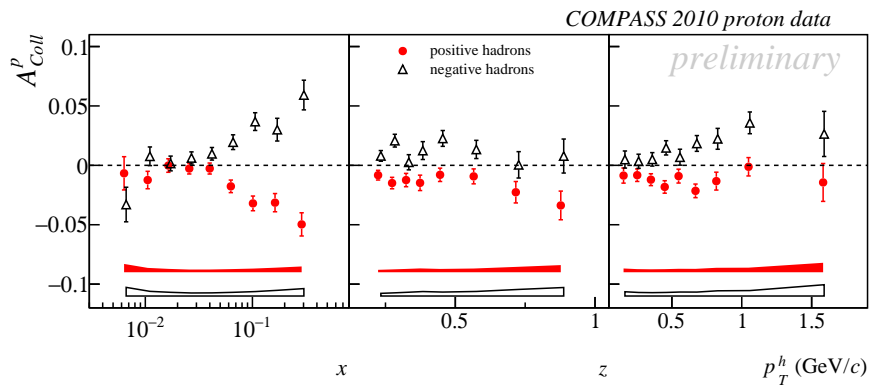 COMPASS 2010 proton data
A^p_Coll
0.1
0.05
0
−0.05
−0.1
positive hadrons
negative hadrons
preliminary
10^−2 10^−1
0.5 1
0.5 1 1.5
x
z
p_T^h (GeV/c)